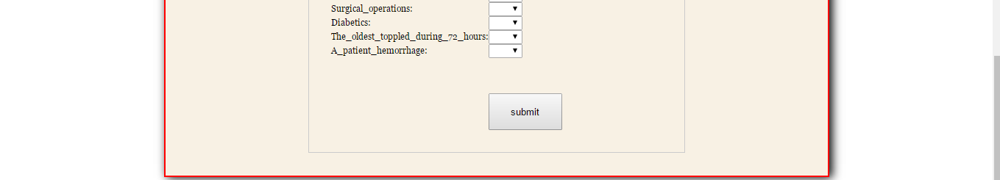 Surgical_operations:
Diabetics:
The_oldest_toppled_during_72_hours:
A_patient_hemorrhage:
submit